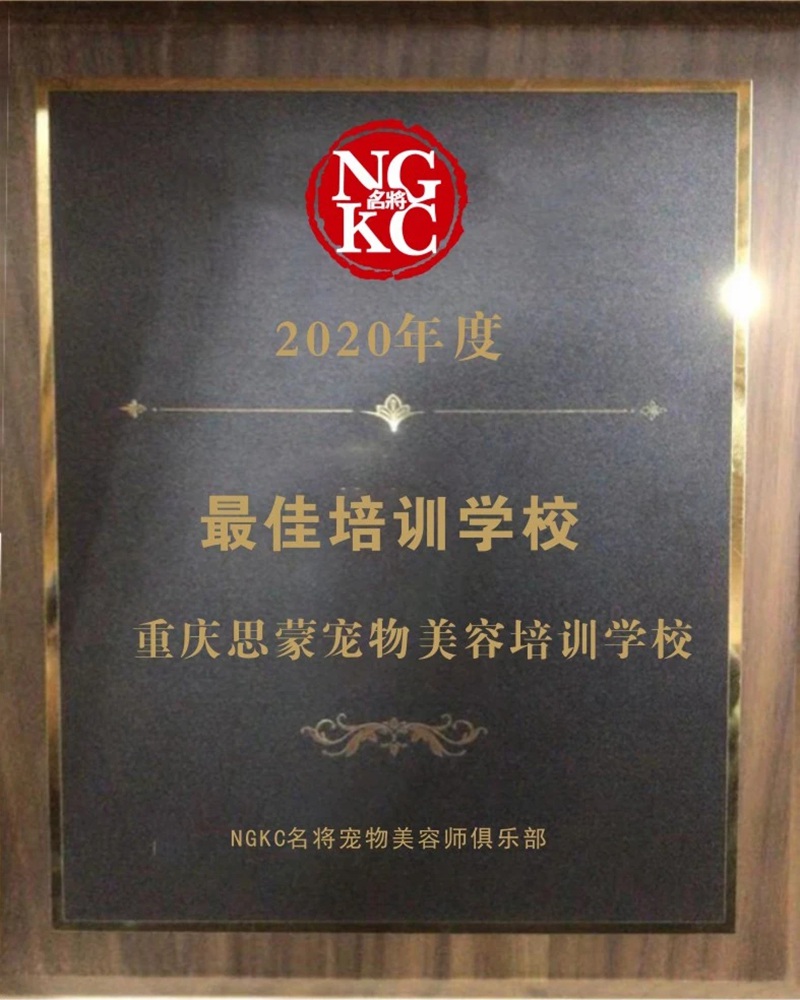 NG
名將
KC
2020年度
最佳培训学校
重庆思蒙宠物美容培训学校
NGKC名将宠物美容师俱乐部